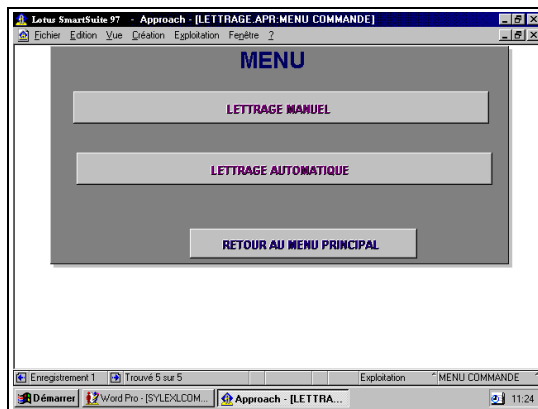 Lotus SmartSuite 97 - Approach - [LETTRAGE.APR:MENU COMMANDE]
Fichier Edition Vue Création Exploitation Fenêtre ?
MENU
LETTRAGE MANUEL
LETTRAGE AUTOMATIQUE
RETOUR AU MENU PRINCIPAL
Enregistrement 1 Trouvé 5 sur 5 Exploitation MENU COMMANDE
Démarrer Word Pro - [SYLEXLCOM... Approach - [LETTRA... 11:24